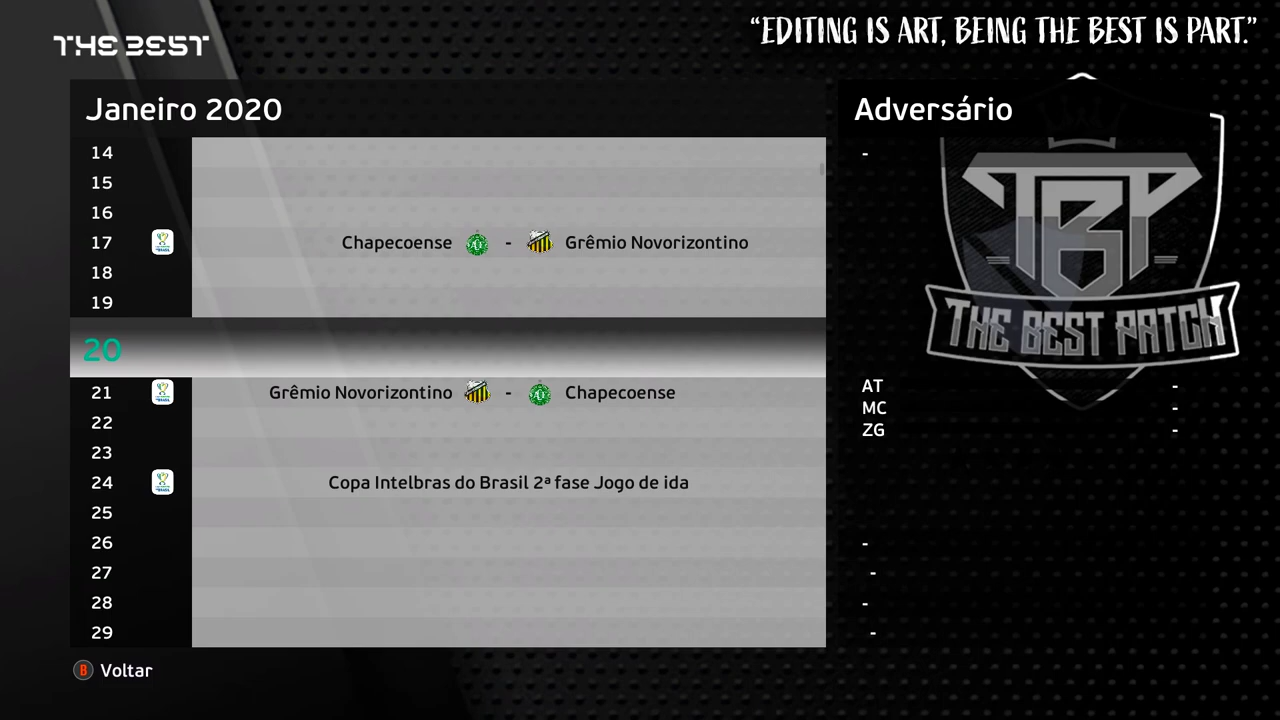 THE BEST
“EDITING IS ART, BEING THE BEST IS PART.”
Janeiro 2020
14
15
16
17 Chapecoense - Grêmio Novorizontino
18
19
20
21 Grêmio Novorizontino - Chapecoense
22
23
24 Copa Intelbras do Brasil 2ª fase Jogo de ida
25
26
27
28
29
B Voltar
Adversário
-
TBP
THE BEST PATCH
AT -
MC -
ZG -
-
-
-
-